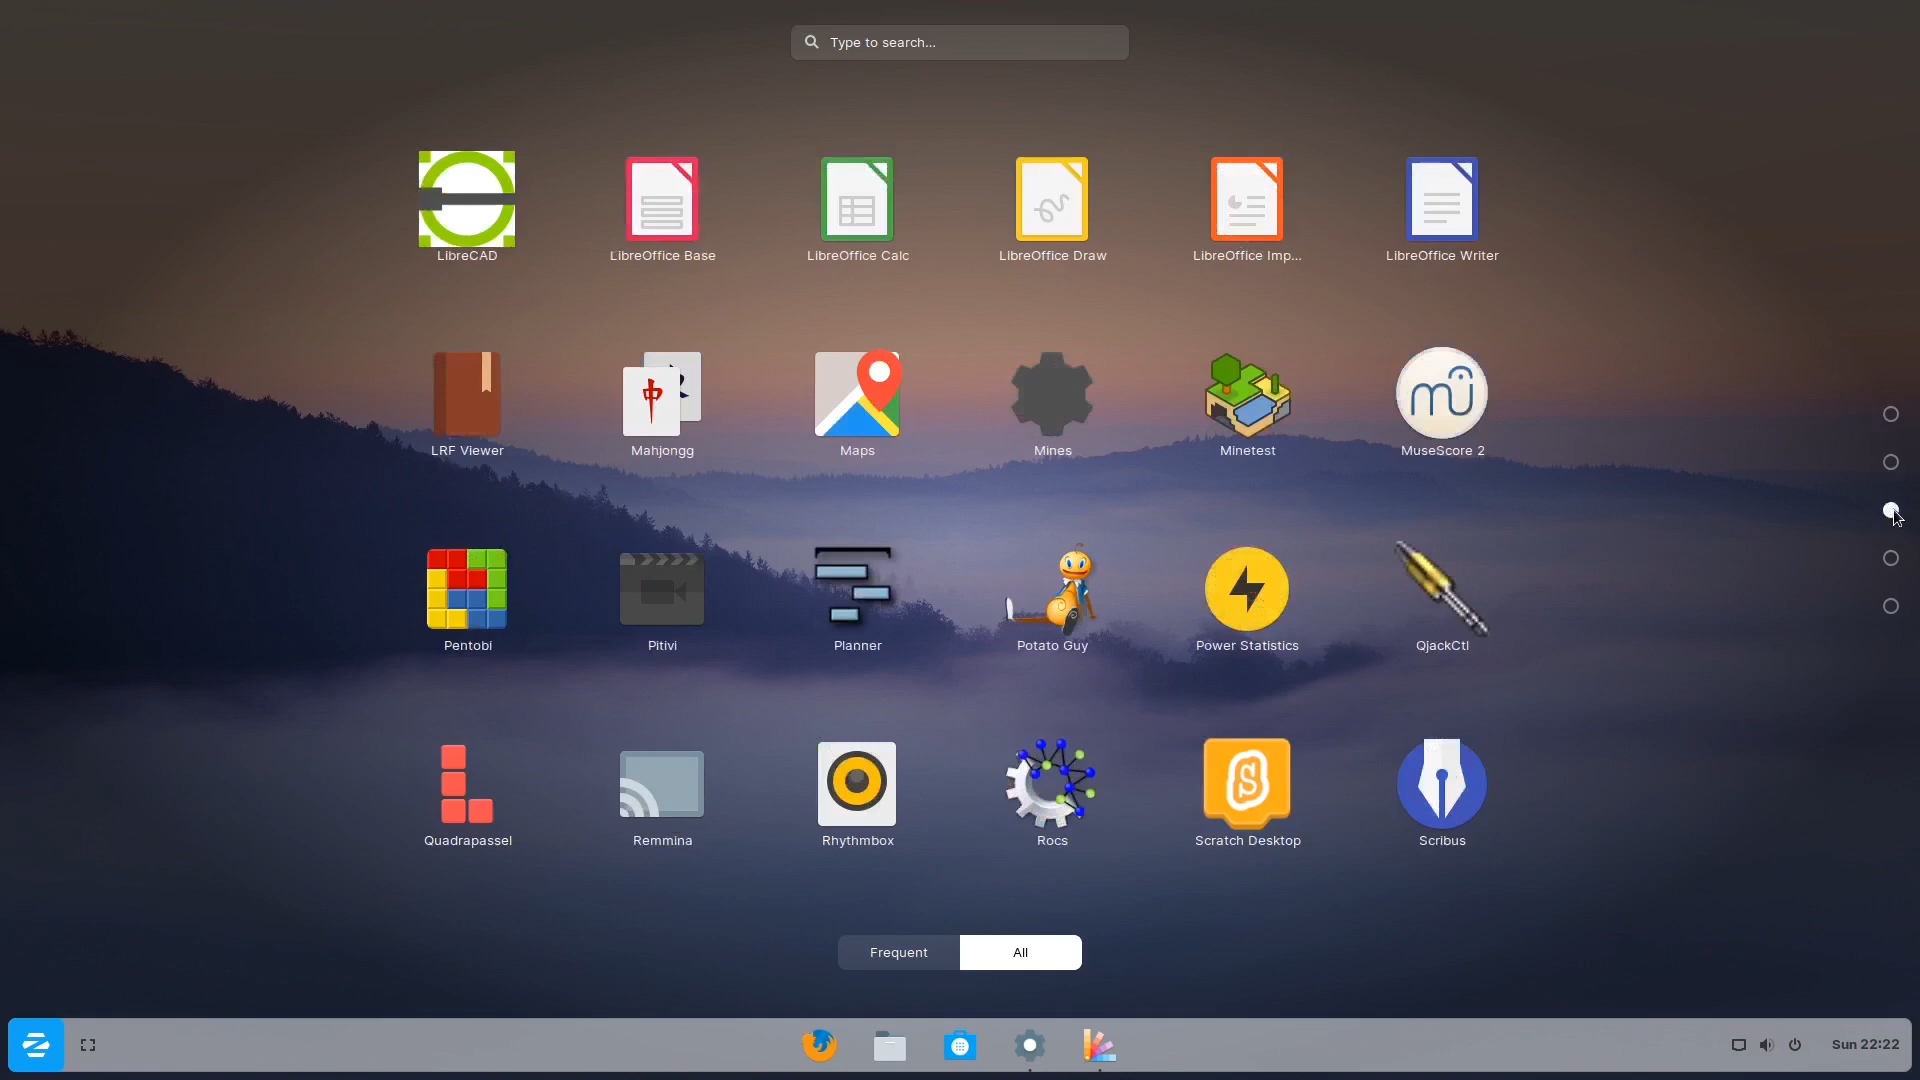 Type to search...
LibreCAD
LibreOffice Base
LibreOffice Calc
LibreOffice Draw
LibreOffice Imp...
LibreOffice Writer
LRF Viewer
中
Mahjongg
Maps
Mines
Minetest
mu
MuseScore 2
Pentobi
Pitivi
Planner
Potato Guy
Power Statistics
QjackCtl
Quadrapassel
Remmina
Rhythmbox
Rocs
S
Scratch Desktop
Scribus
Frequent
All
Sun 22:22